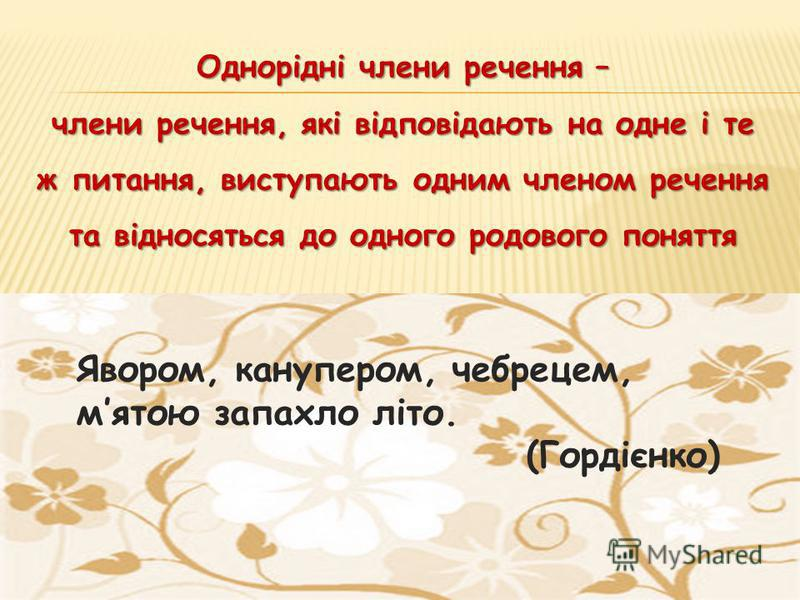 Однорідні члени речення –
члени речення, які відповідають на одне і те
ж питання, виступають одним членом речення
та відносяться до одного родового поняття
Явором, канупером, чебрецем,
м’ятою запахло літо.
(Гордієнко)
MyShared